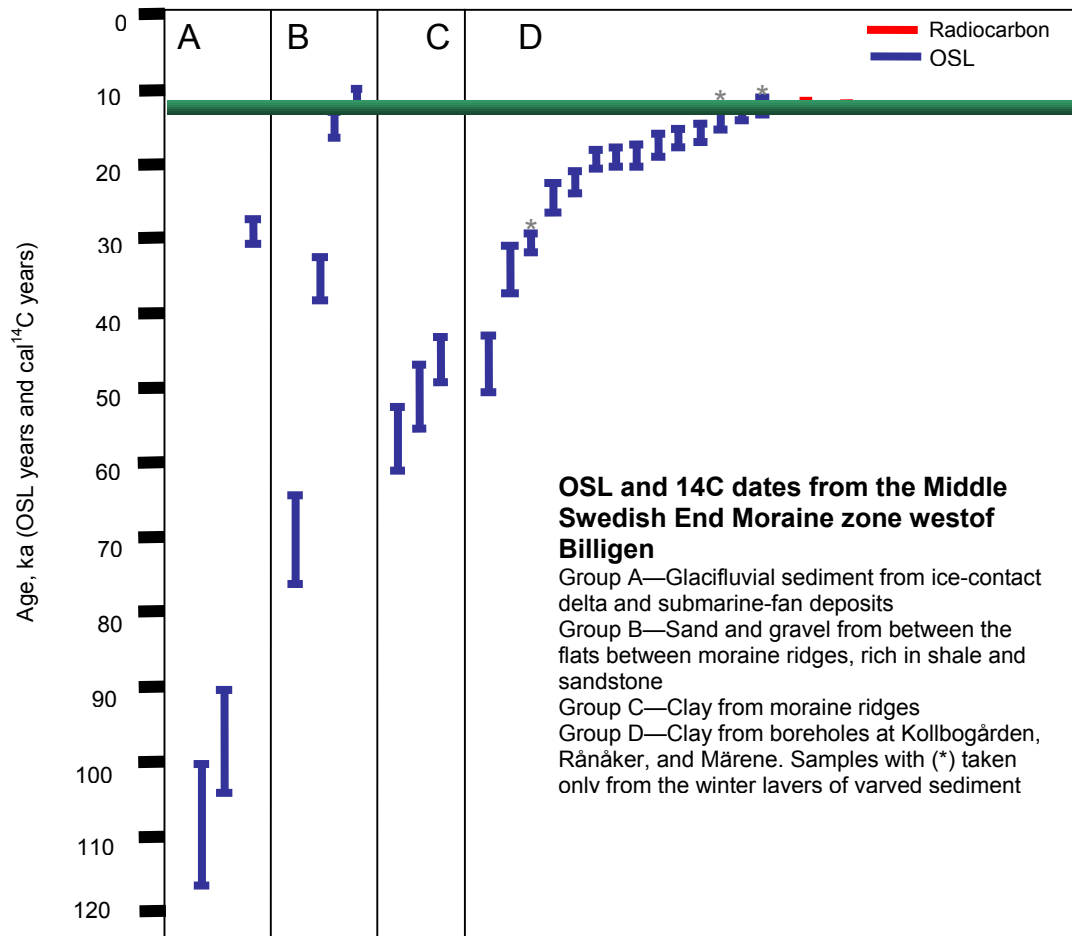 A B C D
Radiocarbon
OSL
0
10
20
30
40
50
60
70
80
90
100
110
120
Age, ka (OSL years and cal¹⁴C years)
*
*
*
OSL and 14C dates from the Middle
Swedish End Moraine zone westof
Billigen
Group A—Glacifluvial sediment from ice-contact
delta and submarine-fan deposits
Group B—Sand and gravel from between the
flats between moraine ridges, rich in shale and
sandstone
Group C—Clay from moraine ridges
Group D—Clay from boreholes at Kollbogården,
Rånåker, and Märene. Samples with (*) taken
only from the winter layers of varved sediment